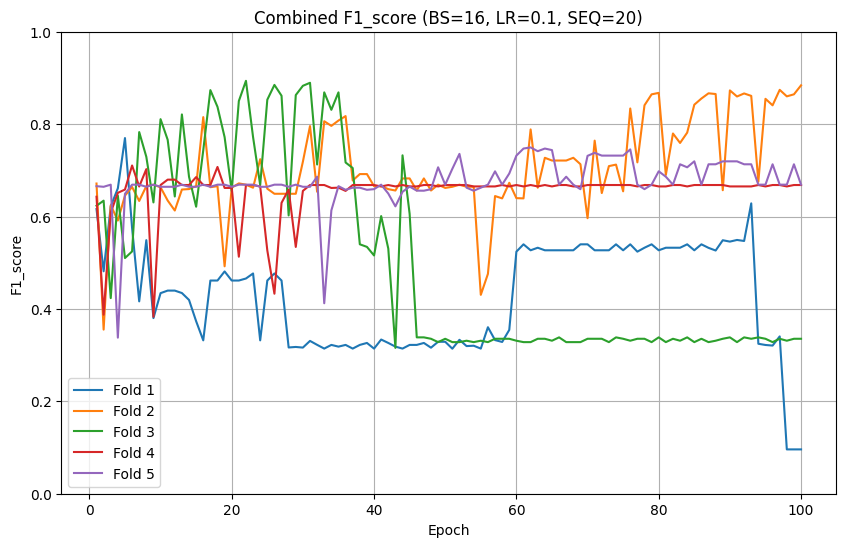 Combined F1_score (BS=16, LR=0.1, SEQ=20)
1.0
0.8
0.6
0.4
0.2
0.0
F1_score
Fold 1
Fold 2
Fold 3
Fold 4
Fold 5
0 20 40 60 80 100
Epoch